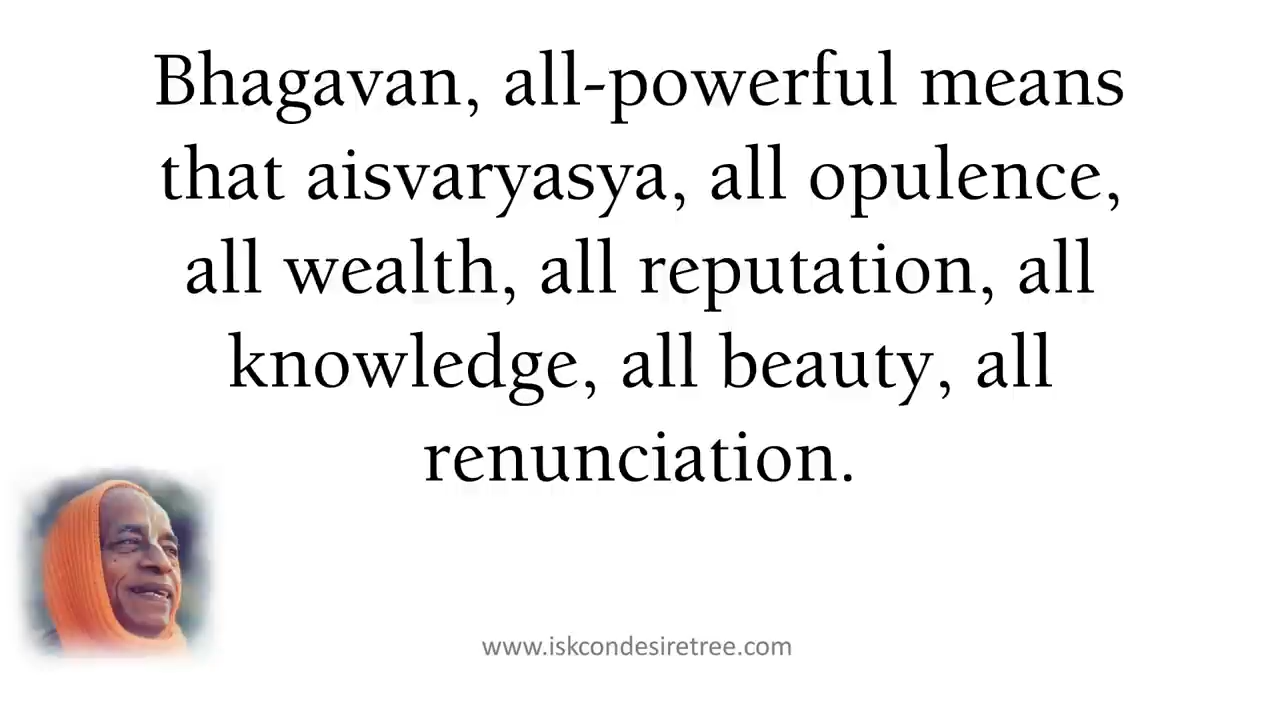 Bhagavan, all-powerful means
that aisvaryasya, all opulence,
all wealth, all reputation, all
knowledge, all beauty, all
renunciation.
www.iskcondesiretree.com